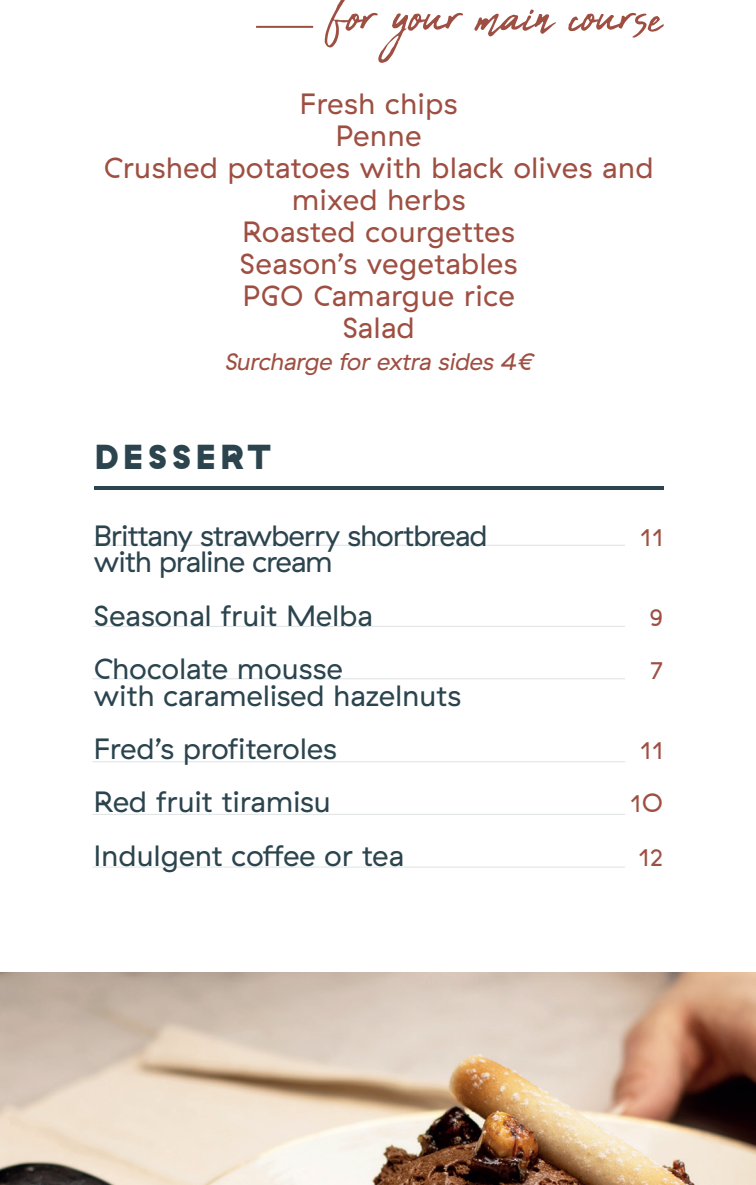 for your main course
Fresh chips
Penne
Crushed potatoes with black olives and
mixed herbs
Roasted courgettes
Season’s vegetables
PGO Camargue rice
Salad
Surcharge for extra sides 4€
DESSERT
Brittany strawberry shortbread 11
with praline cream
Seasonal fruit Melba 9
Chocolate mousse 7
with caramelised hazelnuts
Fred’s profiteroles 11
Red fruit tiramisu 10
Indulgent coffee or tea 12